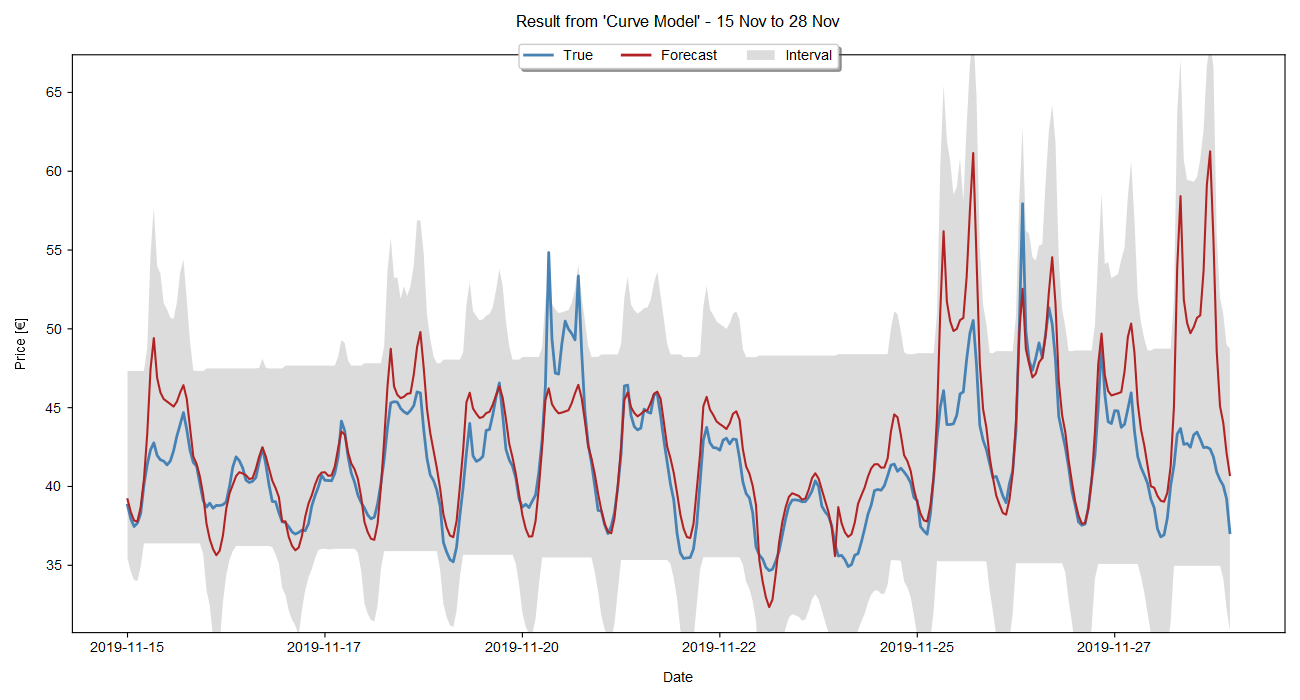 Result from 'Curve Model' - 15 Nov to 28 Nov
True Forecast Interval
65
60
55
50
45
40
35
Price [€]
2019-11-15 2019-11-17 2019-11-20 2019-11-22 2019-11-25 2019-11-27
Date